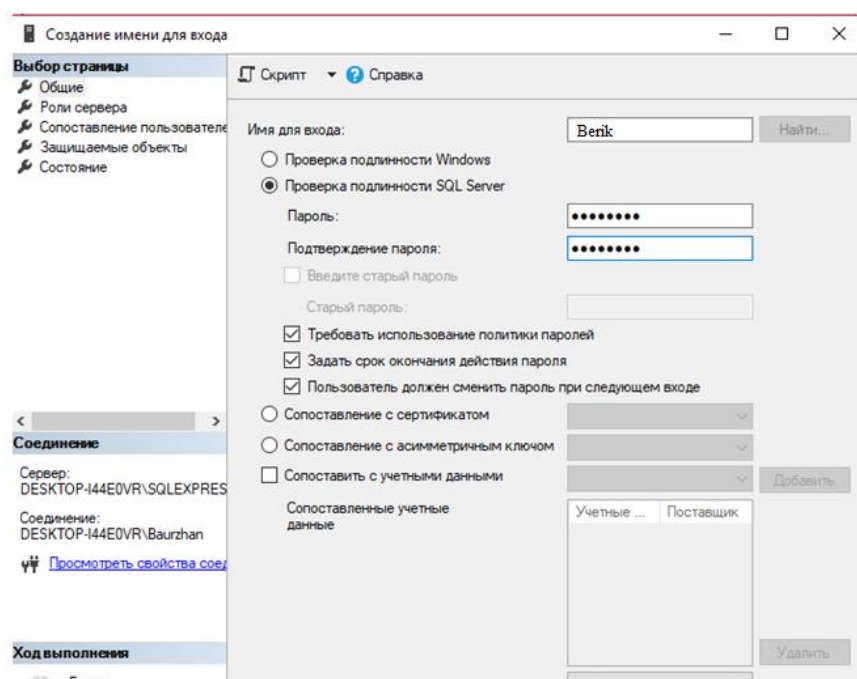 Создание имени для входа
Выбор страницы
Общие
Роли сервера
Сопоставление пользователе
Защищаемые объекты
Состояние
Скрипт
Справка
Имя для входа:
Berik
Найти...
Проверка подлинности Windows
Проверка подлинности SQL Server
Пароль:
Подтверждение пароля:
Введите старый пароль
Старый пароль:
Требовать использование политики паролей
Задать срок окончания действия пароля
Пользователь должен сменить пароль при следующем входе
Сопоставление с сертификатом
Сопоставление с асимметричным ключом
Сопоставить с учетными данными
Добавить
Сопоставленные учетные
данные
Учетные ...
Поставщик
Удалить
Соединение
Сервер:
DESKTOP-I44E0VR\SQLEXPRES
Соединение:
DESKTOP-I44E0VR\Baurzhan
Просмотреть свойства соед
Ход выполнения